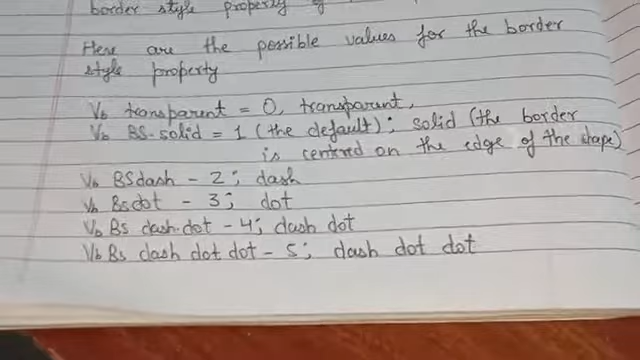 border style property of
Here are the possible values for the border
style property
Vb transparent = 0, transparent,
Vb BS-solid = 1 (the default); solid (the border
is centered on the edge of the shape)
Vb BSdash - 2; dash
Vb Bsdot - 3; dot
Vb Bs dash-dot - 4; dash dot
Vb Bs dash dot dot - 5; dash dot dot